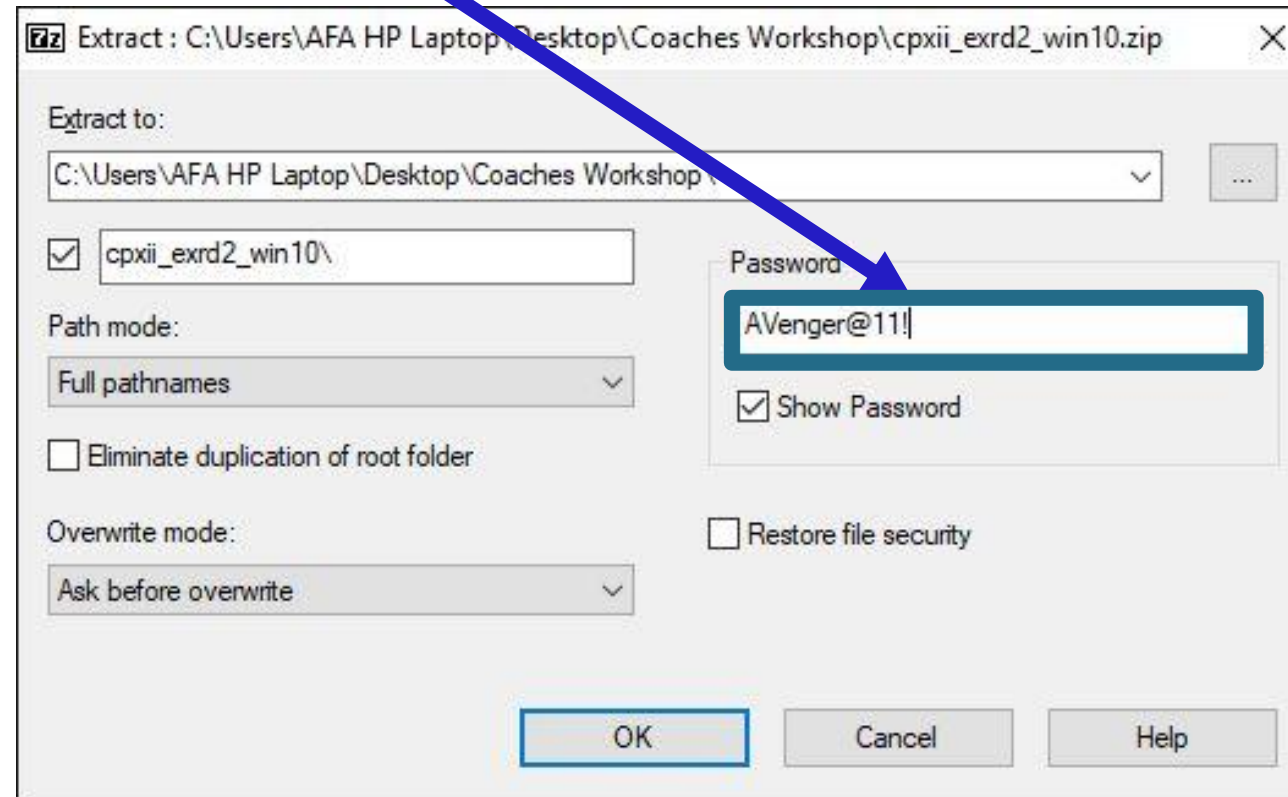 7z Extract : C:\Users\AFA HP Laptop\Desktop\Coaches Workshop\cpxii_exrd2_win10.zip
Extract to:
C:\Users\AFA HP Laptop\Desktop\Coaches Workshop\
...
cpxii_exrd2_win10\
Password
AVenger@11!
Path mode:
Full pathnames
Show Password
Eliminate duplication of root folder
Overwrite mode:
Restore file security
Ask before overwrite
OK Cancel Help